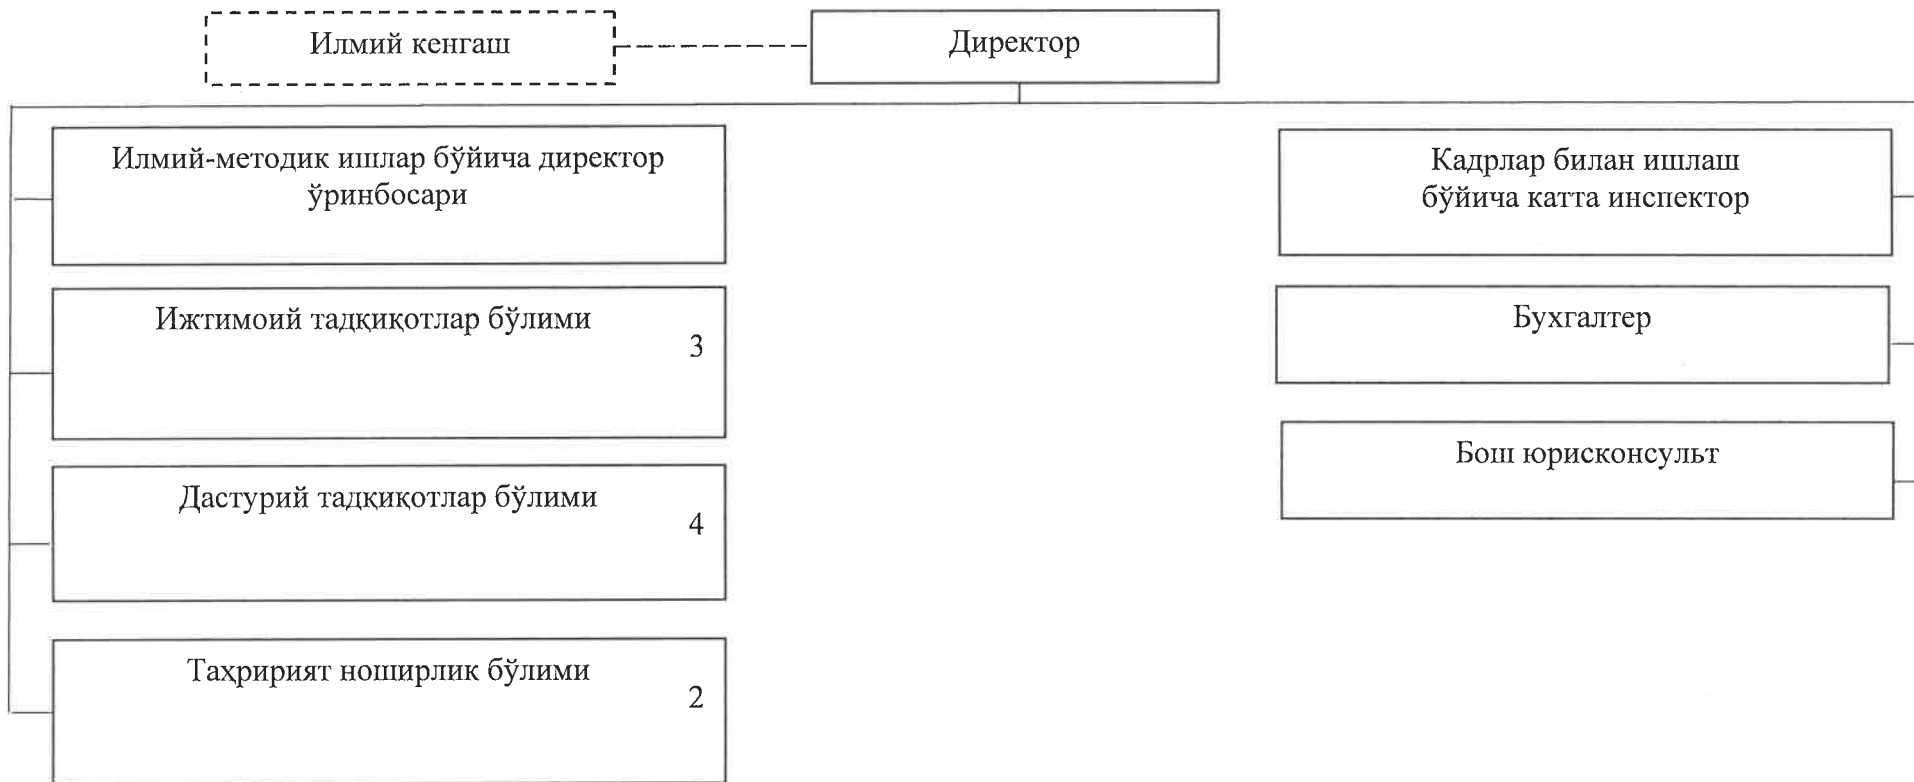 Илмий кенгаш
Директор
Илмий-методик ишлар бўйича директор
ўринбосари
Ижтимоий тадқиқотлар бўлими
3
Дастурий тадқиқотлар бўлими
4
Таҳририят ноширлик бўлими
2
Кадрлар билан ишлаш
бўйича катта инспектор
Бухгалтер
Бош юрисконсульт